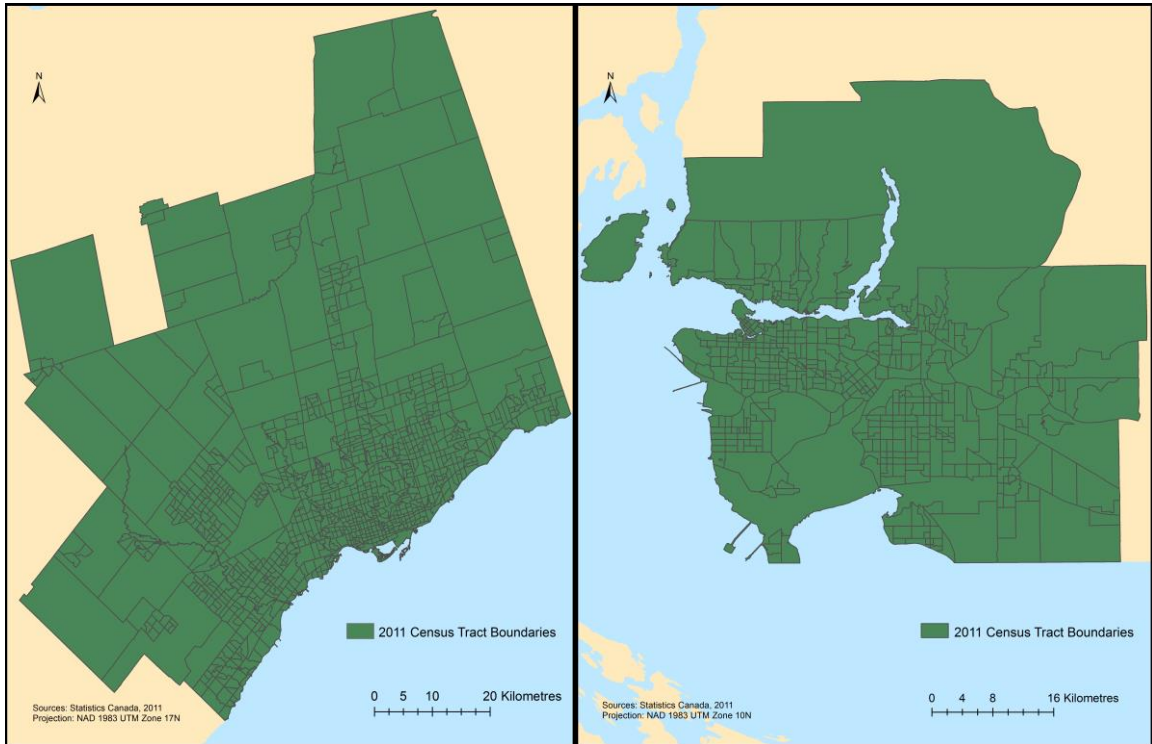 N
2011 Census Tract Boundaries
0 5 10 20 Kilometres
Sources: Statistics Canada, 2011
Projection: NAD 1983 UTM Zone 17N
N
2011 Census Tract Boundaries
0 4 8 16 Kilometres
Sources: Statistics Canada, 2011
Projection: NAD 1983 UTM Zone 10N